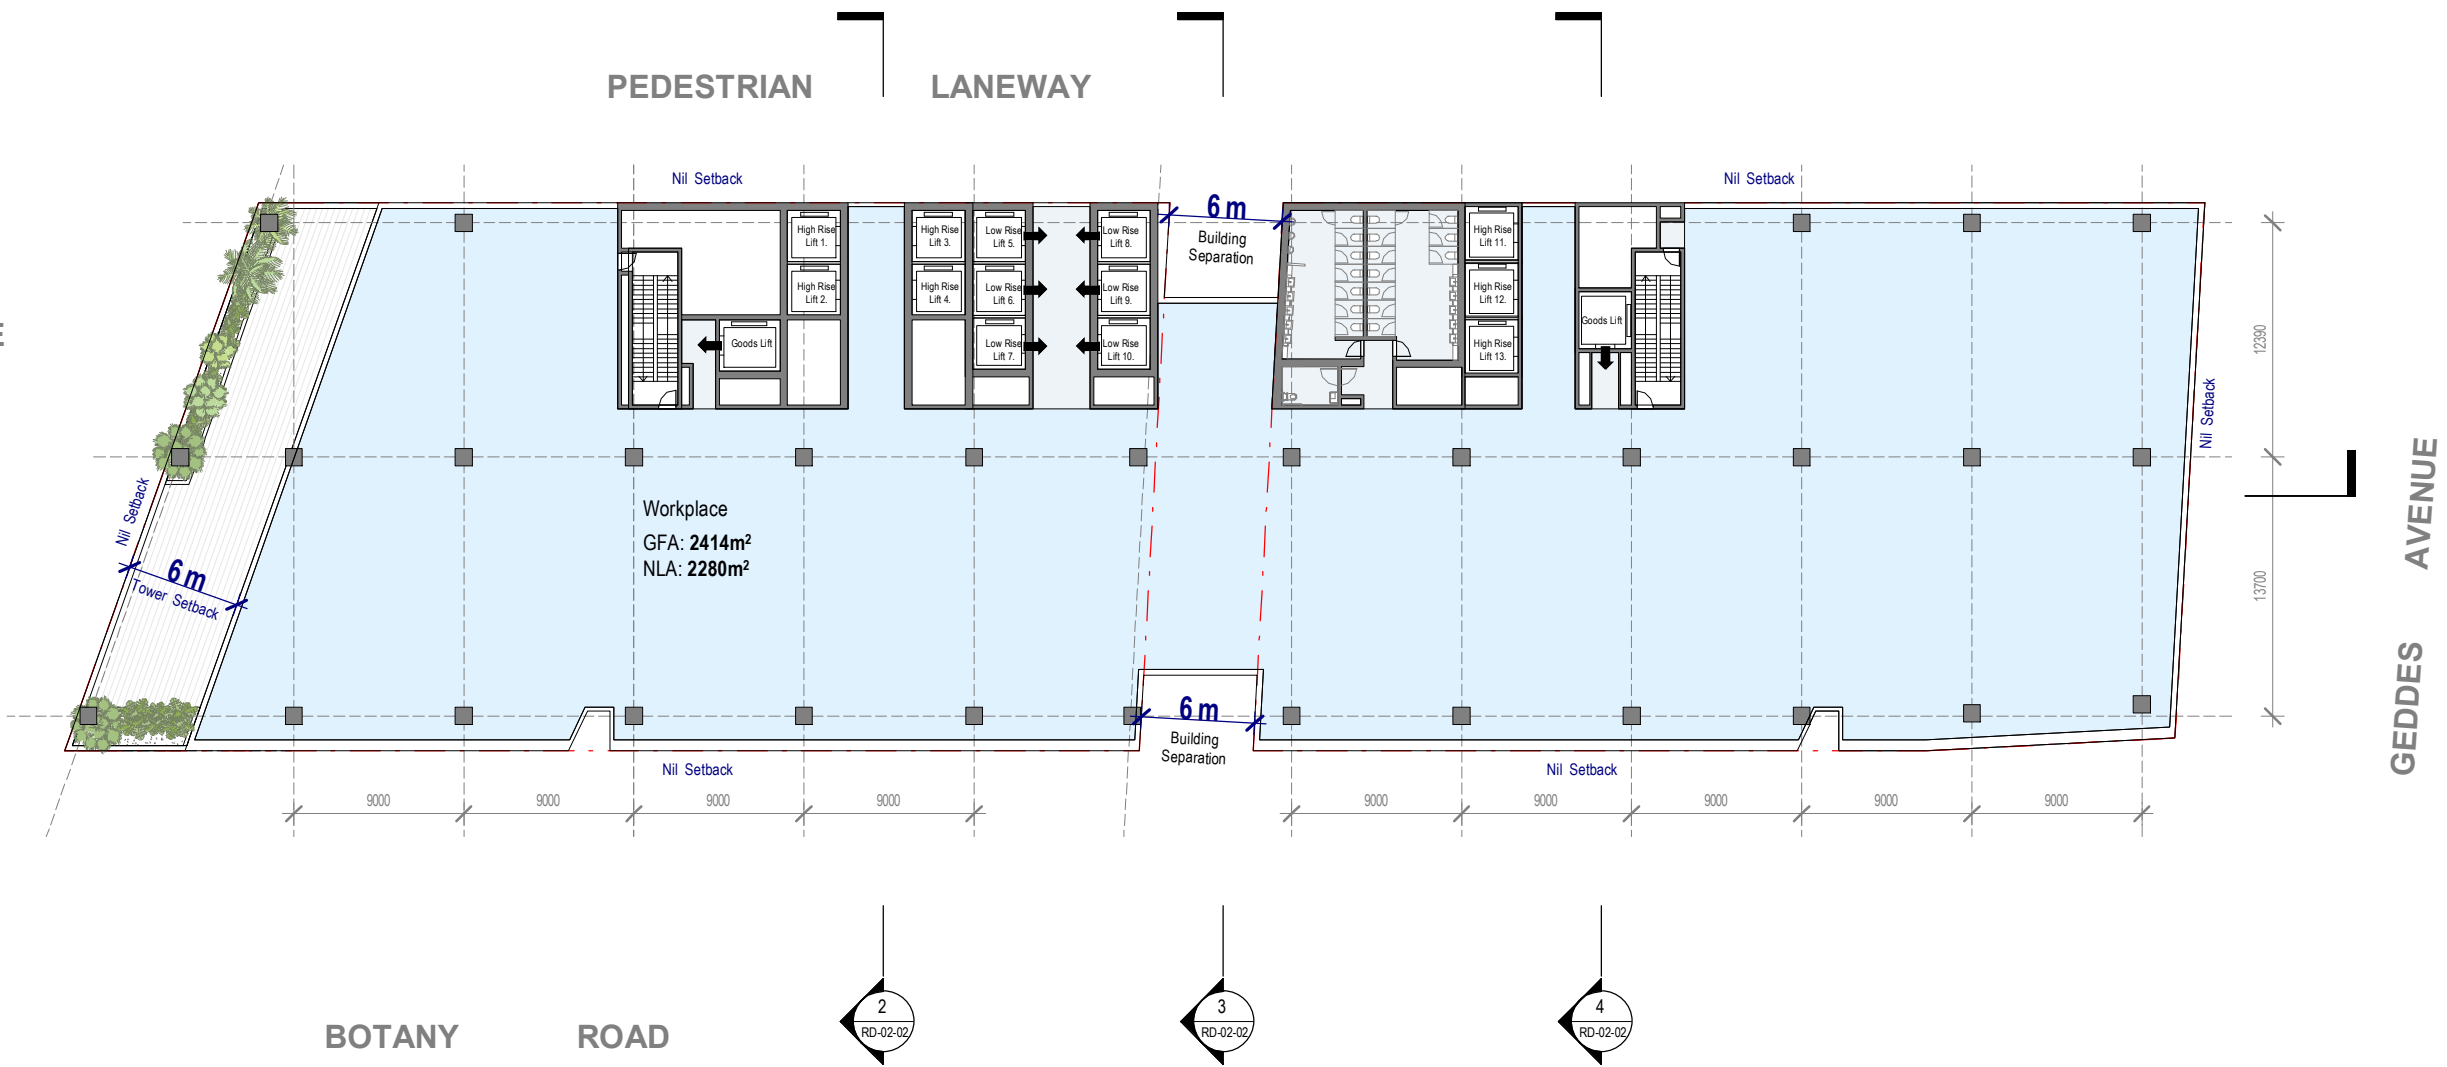 PEDESTRIAN LANEWAY
Nil Setback
Nil Setback
6 m
Building
Separation
High Rise
Lift 1.
High Rise
Lift 2.
High Rise
Lift 3.
High Rise
Lift 4.
Low Rise
Lift 5.
Low Rise
Lift 6.
Low Rise
Lift 7.
Low Rise
Lift 8.
Low Rise
Lift 9.
Low Rise
Lift 10.
High Rise
Lift 11.
High Rise
Lift 12.
High Rise
Lift 13.
Goods Lift
Goods Lift
E
12390
Nil Setback
Workplace
GFA: 2414m²
NLA: 2280m²
Nil Setback
6 m
Tower Setback
13700
GEDDES AVENUE
6 m
Building
Separation
Nil Setback
Nil Setback
9000
9000
9000
9000
9000
9000
9000
9000
9000
BOTANY ROAD
2
RD-02-02
3
RD-02-02
4
RD-02-02